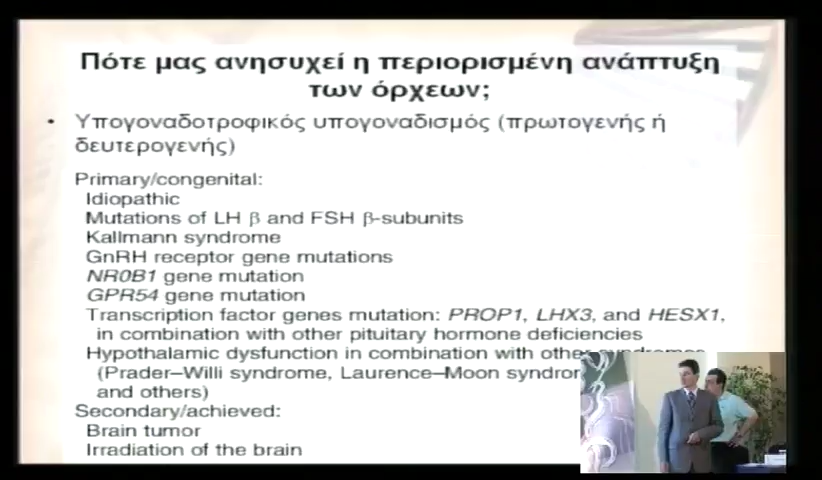 Πότε μας ανησυχεί η περιορισμένη ανάπτυξη
των όρχεων;
• Υπογοναδοτροφικός υπογοναδισμός (πρωτογενής ή
δευτερογενής)
Primary/congenital:
Idiopathic
Mutations of LH β and FSH β-subunits
Kallmann syndrome
GnRH receptor gene mutations
NR0B1 gene mutation
GPR54 gene mutation
Transcription factor genes mutation: PROP1, LHX3, and HESX1,
in combination with other pituitary hormone deficiencies
Hypothalamic dysfunction in combination with other syndromes
(Prader–Willi syndrome, Laurence–Moon
and others)
Secondary/achieved:
Brain tumor
Irradiation of the brain